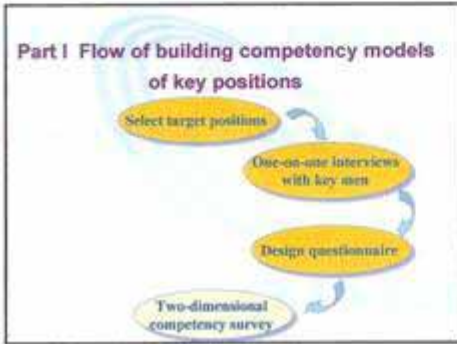 Part I Flow of building competency models
of key positions
Select target positions
One-on-one interviews
with key men
Design questionnaire
Two-dimensional
competency survey